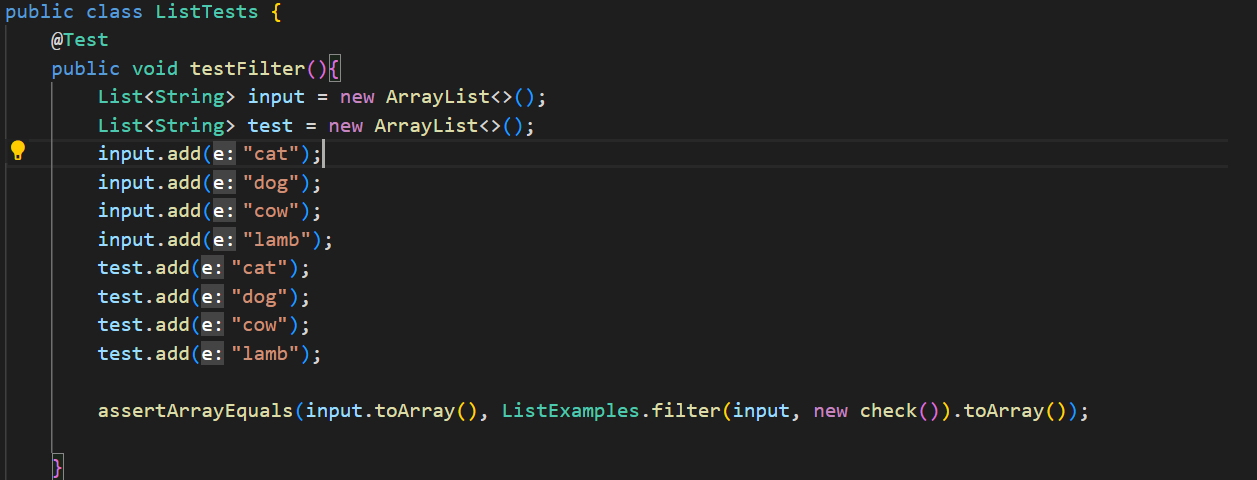 public class ListTests {
@Test
public void testFilter(){
List<String> input = new ArrayList<>();
List<String> test = new ArrayList<>();
input.add(e: "cat");
input.add(e: "dog");
input.add(e: "cow");
input.add(e: "lamb");
test.add(e: "cat");
test.add(e: "dog");
test.add(e: "cow");
test.add(e: "lamb");
assertArrayEquals(input.toArray(), ListExamples.filter(input, new check()).toArray());
}